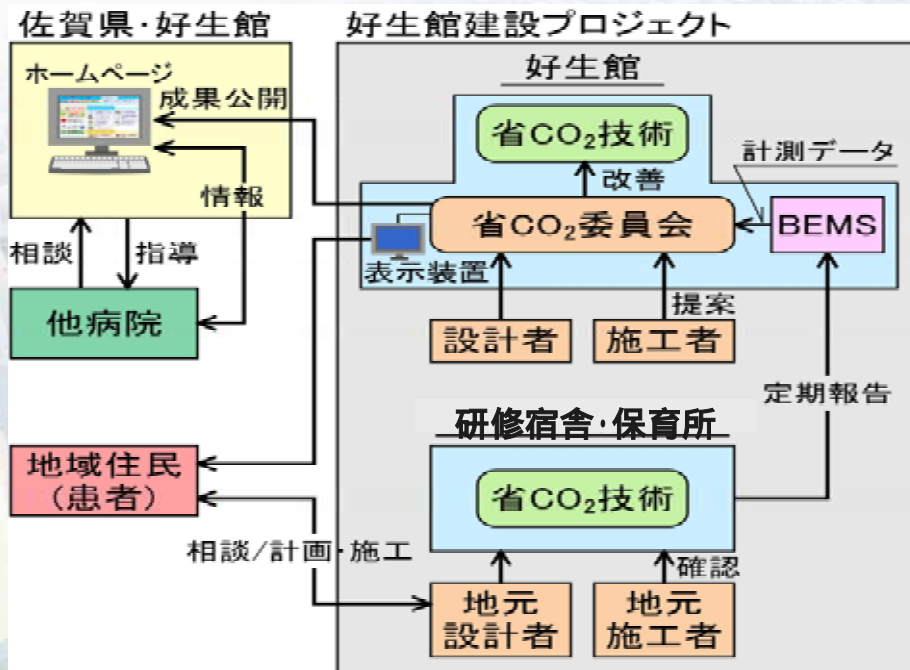 佐賀県・好生館
好生館建設プロジェクト
ホームページ
成果公開
情報
相談
指導
他病院
地域住民
(患者)
相談/計画・施工
好生館
省CO₂技術
改善
計測データ
省CO₂委員会
BEMS
表示装置
提案
設計者
施工者
定期報告
研修宿舎・保育所
省CO₂技術
確認
地元
設計者
地元
施工者